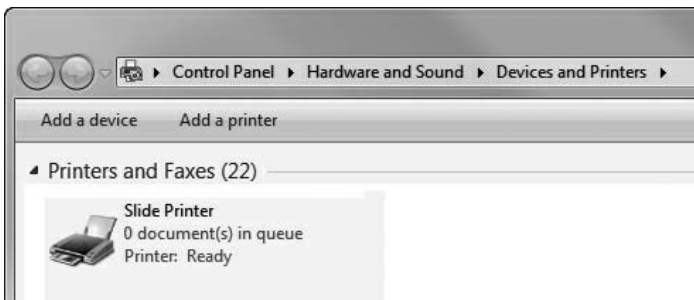 Control Panel Hardware and Sound Devices and Printers
Add a device Add a printer
Printers and Faxes (22)
Slide Printer
0 document(s) in queue
Printer: Ready